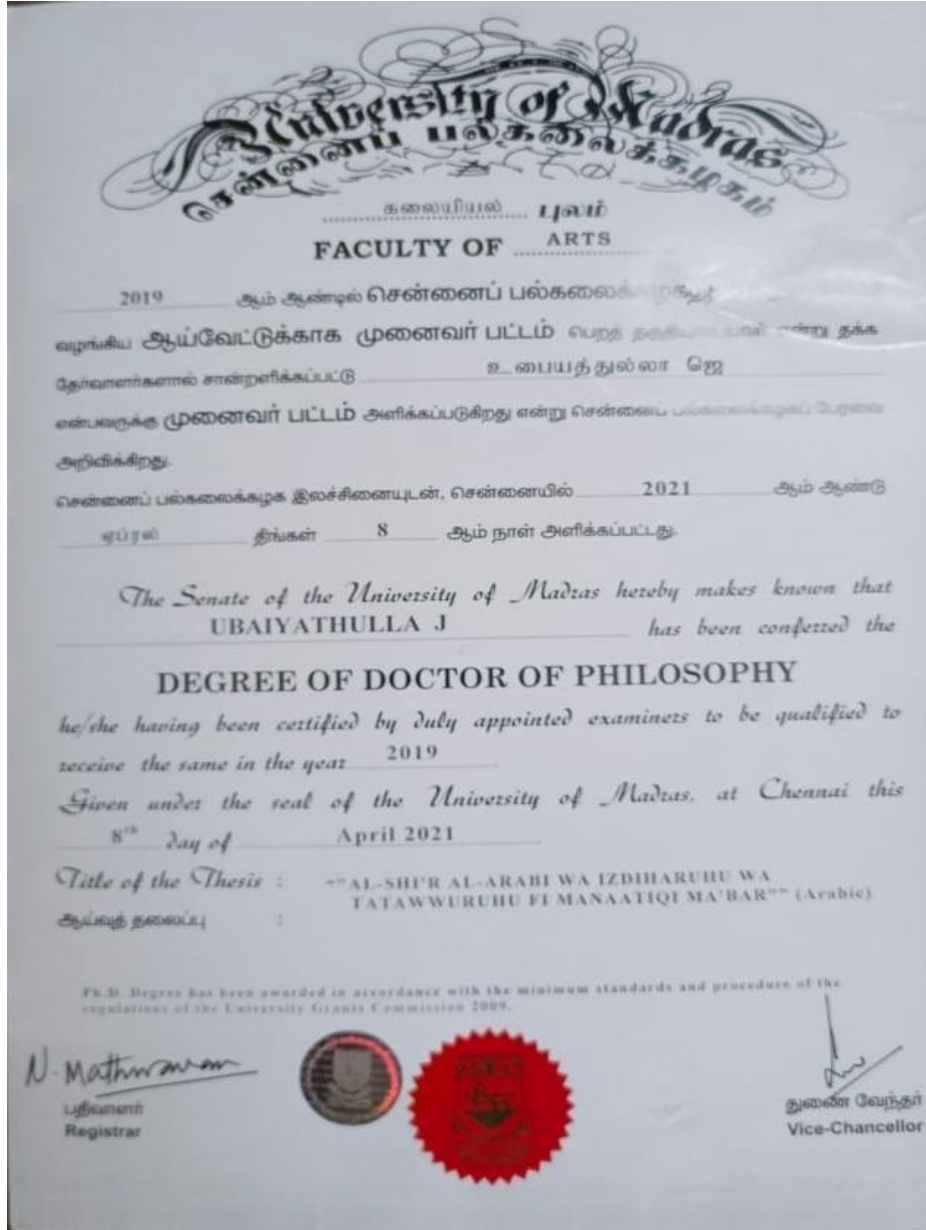 University of Madras
சென்னைப் பல்கலைக்கழகம்
கலையியல் புலம்
FACULTY OF ARTS
2019 ஆம் ஆண்டில் சென்னைப் பல்கலைக்
வழங்கிய ஆய்வேட்டுக்காக முனைவர் பட்டம் பெறத் என்று தக்க
தேர்வாளர்களால் சான்றளிக்கப்பட்டு உபையத்துல்லா ஜெ
என்பவருக்கு முனைவர் பட்டம் அளிக்கப்படுகிறது என்று சென்னைப் பல்கலைக்கழகப் பேரவை
அறிவிக்கிறது.
சென்னைப் பல்கலைக்கழக இலச்சினையுடன், சென்னையில் 2021 ஆம் ஆண்டு
ஏப்ரல் திங்கள் 8 ஆம் நாள் அளிக்கப்பட்டது.
The Senate of the University of Madras hereby makes known that
UBAIYATHULLA J has been conferred the
DEGREE OF DOCTOR OF PHILOSOPHY
he/she having been certified by duly appointed examiners to be qualified to
receive the same in the year 2019
Given under the seal of the University of Madras, at Chennai this
8th day of April 2021
Title of the Thesis : ""AL-SHI'R AL-ARABI WA IZDIHARUHU WA
TATAWWURUHU FI MANAATIQI MA'BAR"" (Arabic)
ஆய்வுத் தலைப்பு :
Ph.D. Degree has been awarded in accordance with the minimum standards and procedure of the
regulations of the University Grants Commission 2009.
N. Mathivanan
பதிவாளர்
Registrar
துணை வேந்தர்
Vice-Chancellor